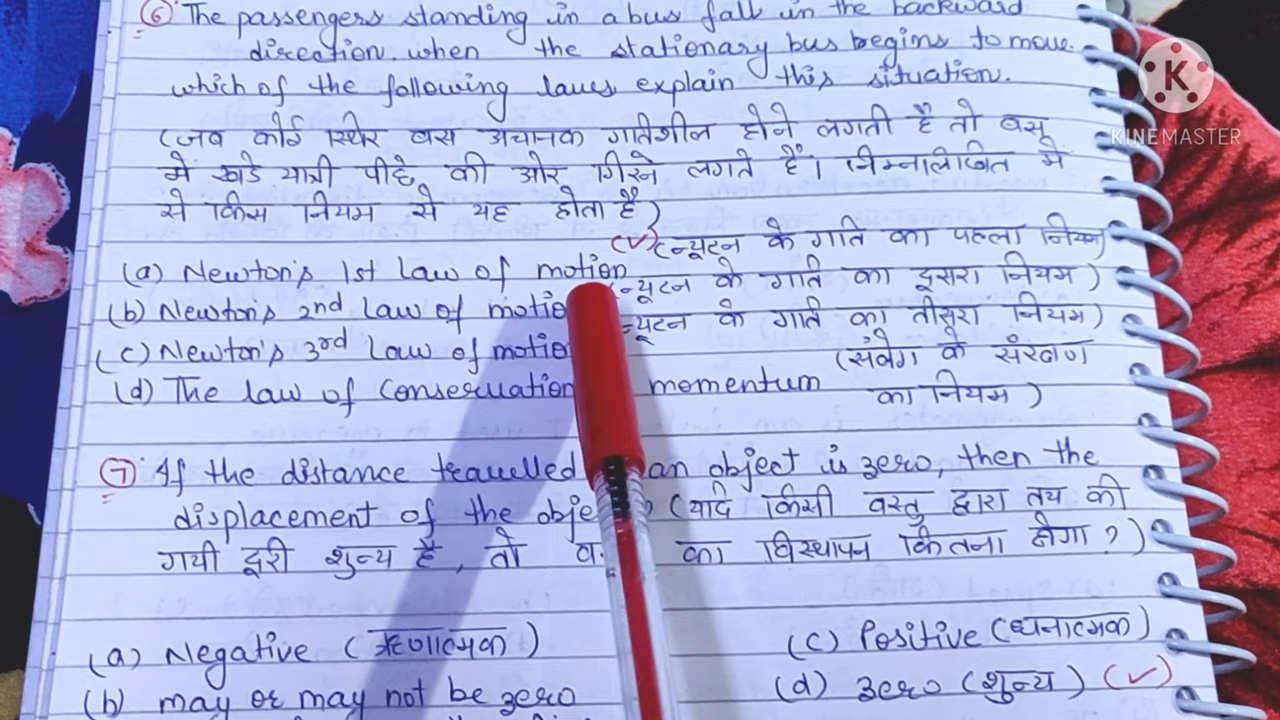 ⑥ The passengers standing in a bus fall in the backward
direction. when the stationary bus begins to move.
which of the following laws explain this situation.
(जब कोई स्थिर बस अचानक गतिशील होने लगती है तो बस
में खडे यात्री पीछे की ओर गिरने लगते हैं। निम्नलिखित में
से किस नियम से यह होता है)
(a) Newton's 1st law of motion (✓) (न्यूटन के गति का पहला नियम)
(b) Newton's 2nd law of motio न्यूटन के गति का दूसरा नियम)
(c) Newton's 3rd law of motio न्यूटन के गति का तीसरा नियम)
(d) The law of Conservation momentum (संवेग के संरक्षण
का नियम)
⑦ If the distance travelled an object is zero, then the
displacement of the obje ? (यदि किसी वस्तु द्वारा तय की
गयी दूरी शून्य है, तो का विस्थापन कितना होगा?)
(a) Negative (ऋणात्मक)
(c) Positive (धनात्मक)
(b) may or may not be zero
(d) zero (शून्य) (✓)
KINEMASTER